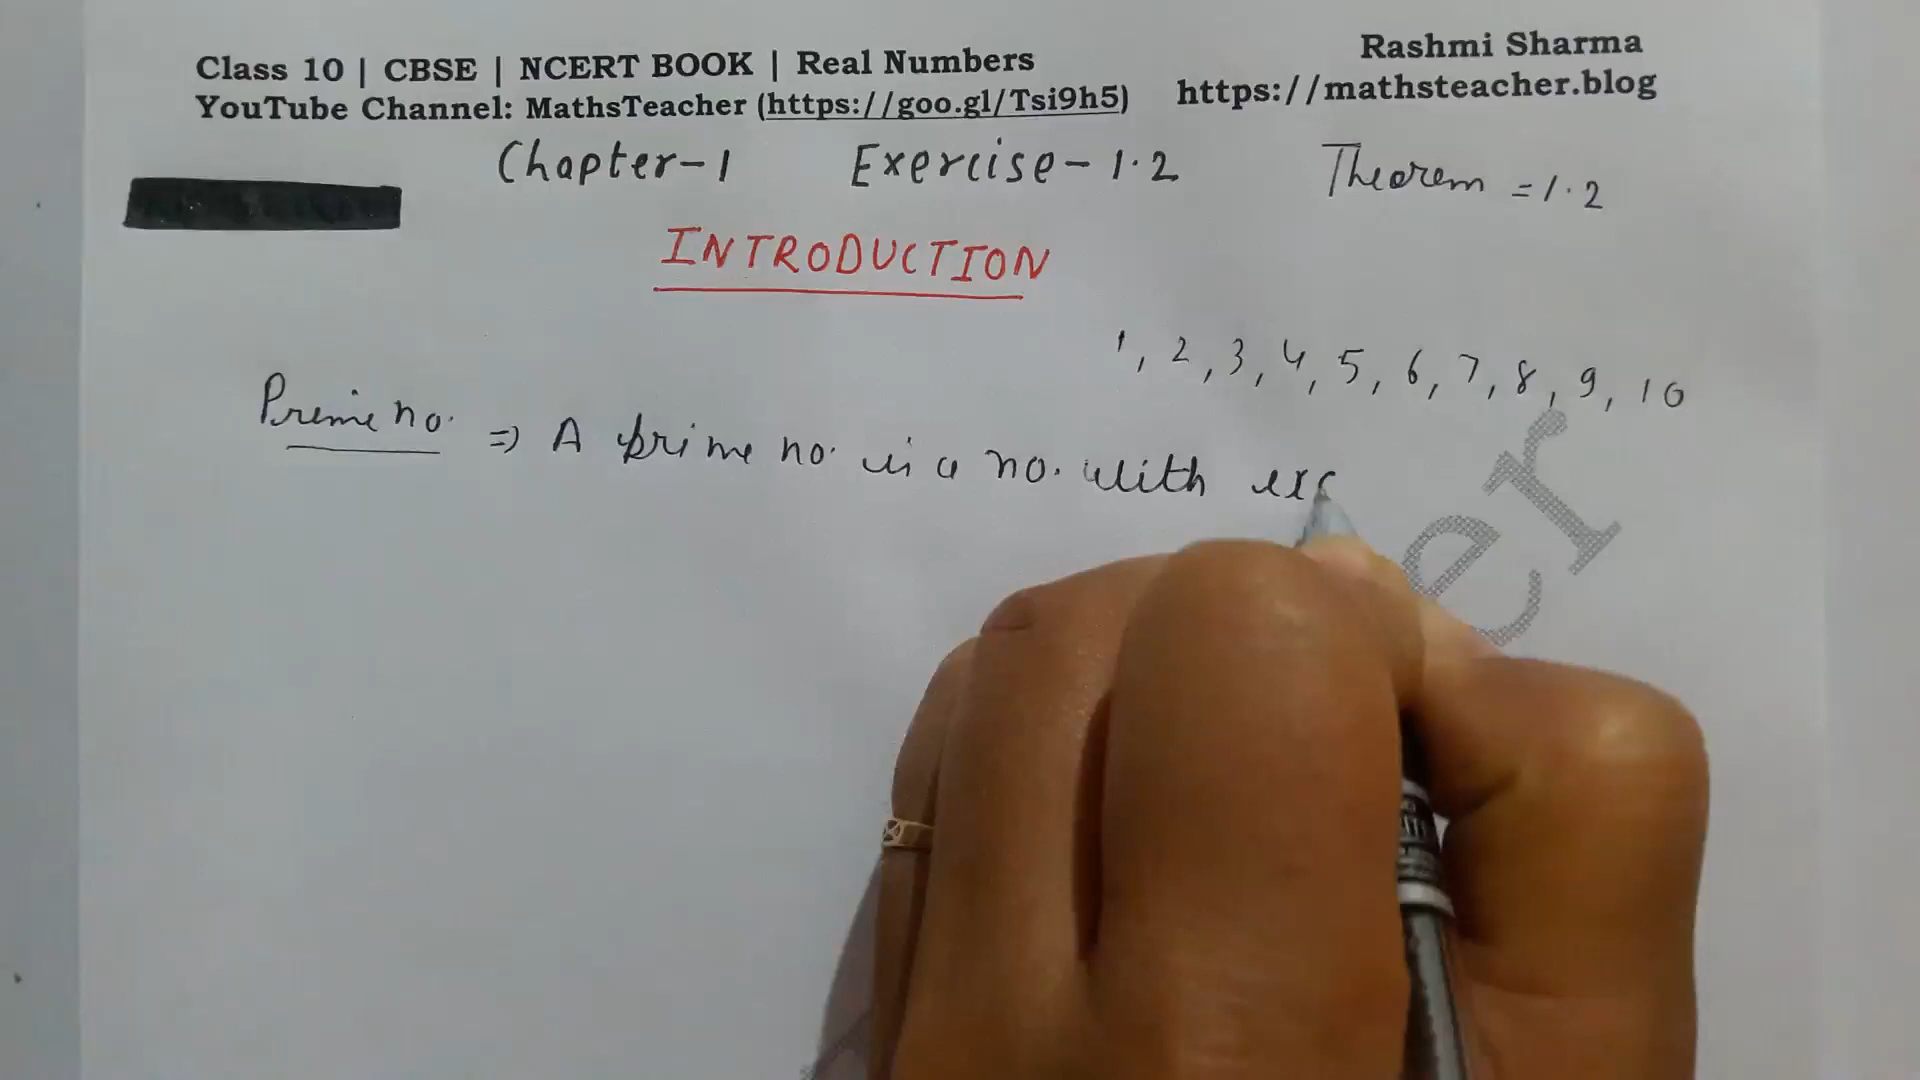 Class 10 | CBSE | NCERT BOOK | Real Numbers
Rashmi Sharma
YouTube Channel: MathsTeacher (https://goo.gl/Tsi9h5)
https://mathsteacher.blog
Chapter-1 Exercise-1.2 Theorem = 1.2
INTRODUCTION
1, 2, 3, 4, 5, 6, 7, 8, 9, 10
Prime no. => A prime no. is a no. with exc
er